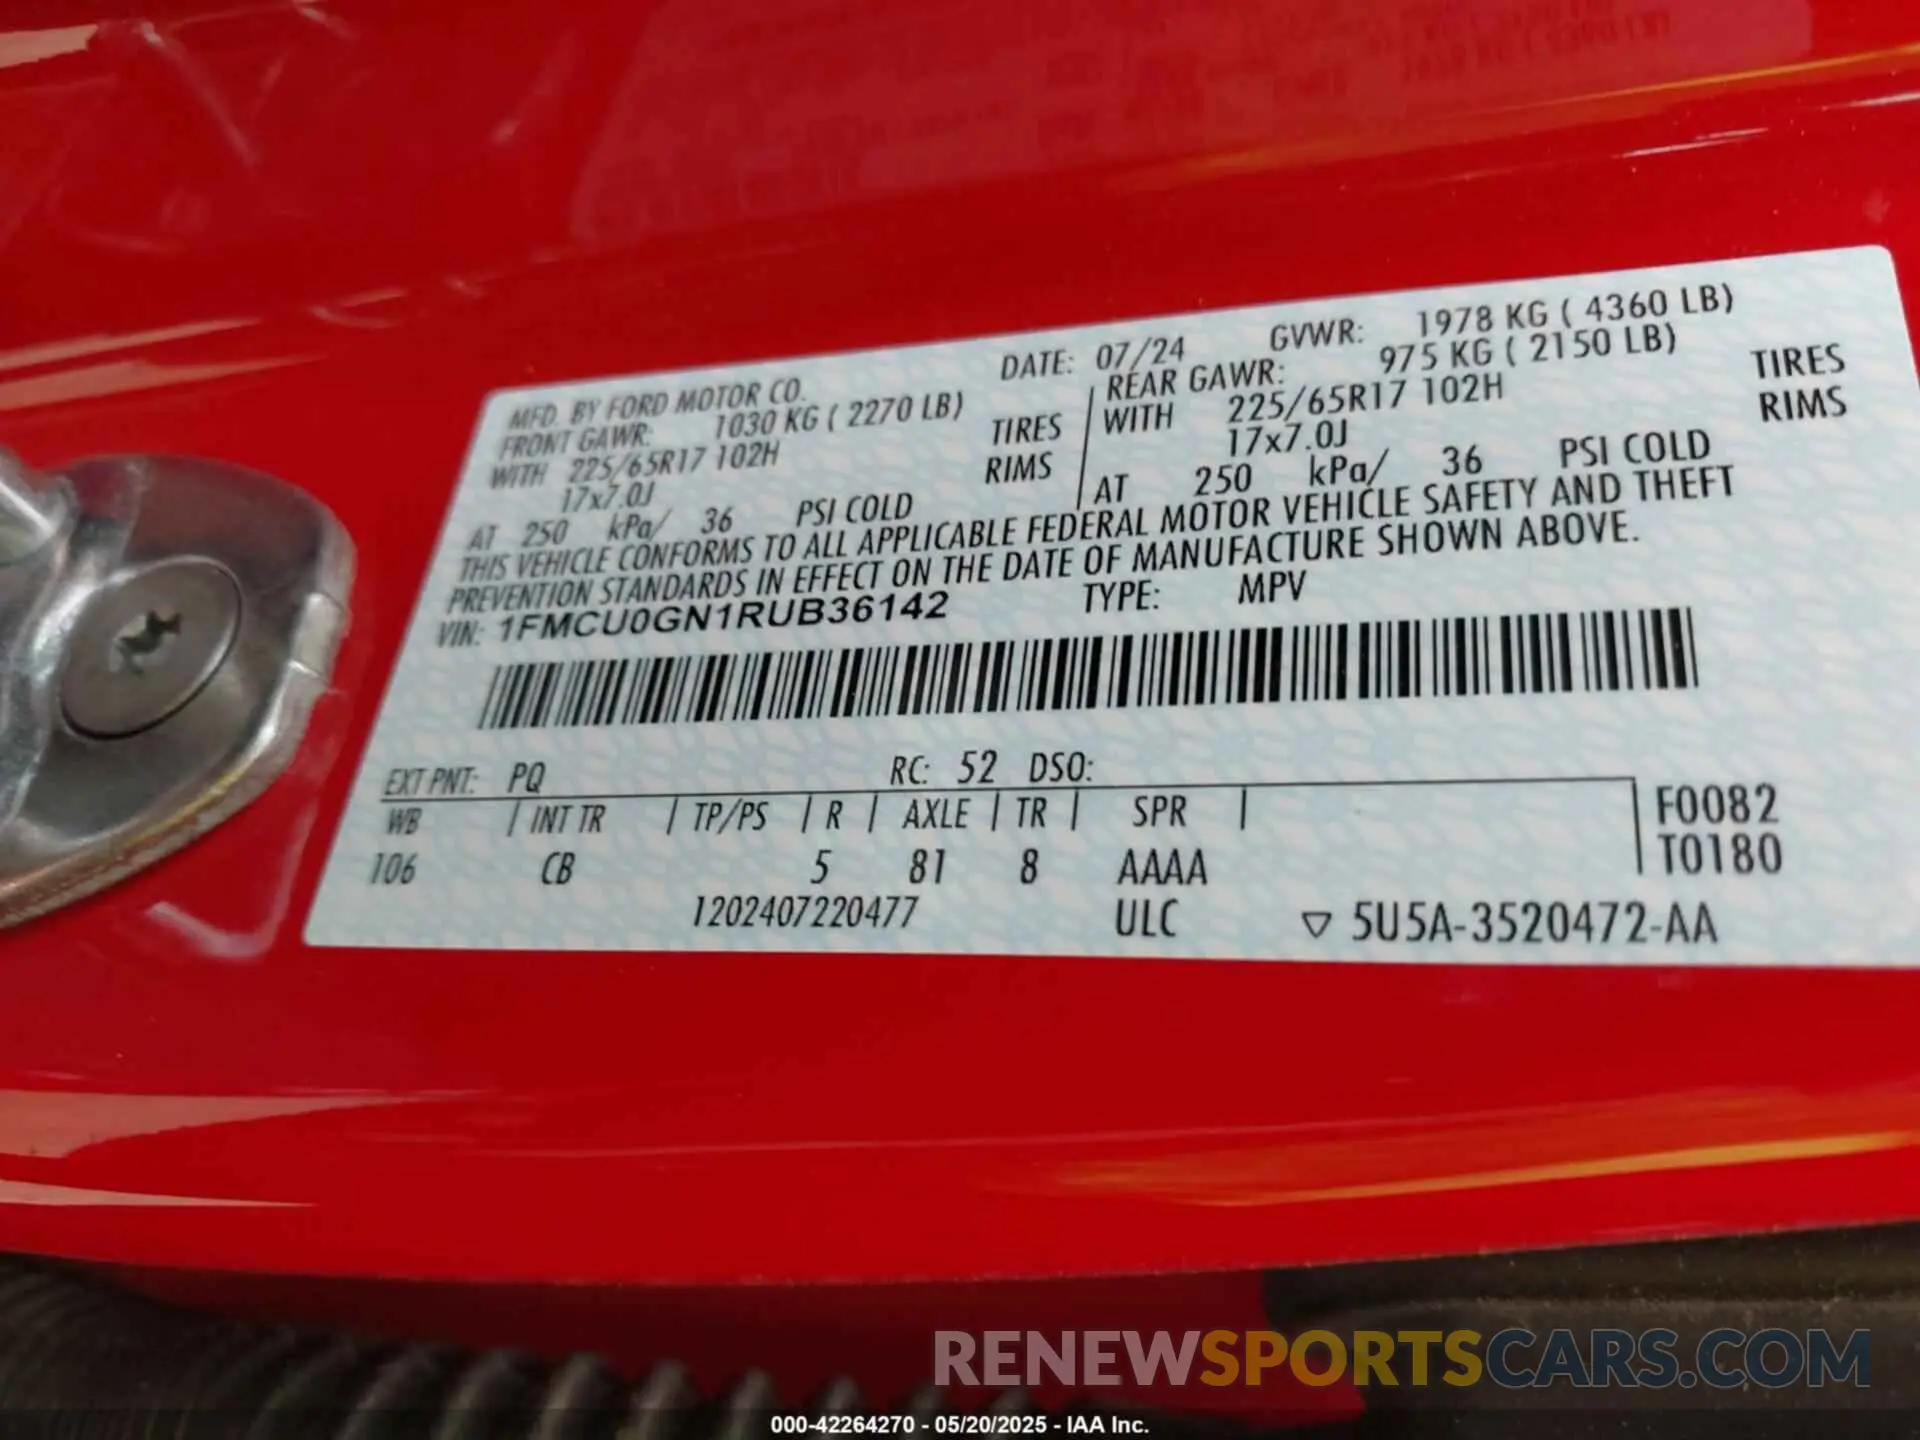 MFD. BY FORD MOTOR CO. DATE: 07/24 GVWR: 1978 KG ( 4360 LB)
FRONT GAWR: 1030 KG ( 2270 LB) REAR GAWR: 975 KG ( 2150 LB)
WITH 225/65R17 102H TIRES WITH 225/65R17 102H TIRES
17x7.0J RIMS 17x7.0J RIMS
AT 250 kPa/ 36 PSI COLD AT 250 kPa/ 36 PSI COLD
THIS VEHICLE CONFORMS TO ALL APPLICABLE FEDERAL MOTOR VEHICLE SAFETY AND THEFT
PREVENTION STANDARDS IN EFFECT ON THE DATE OF MANUFACTURE SHOWN ABOVE.
VIN: 1FMCU0GN1RUB36142 TYPE: MPV
EXT PNT: PQ RC: 52 DSO:
WB | INT TR | TP/PS | R | AXLE | TR | SPR | F0082
106 CB 5 81 8 AAAA T0180
1202407220477 ULC ▽ 5U5A-3520472-AA
RENEWSPORTSCARS.COM
000-42264270 - 05/20/2025 - IAA Inc.